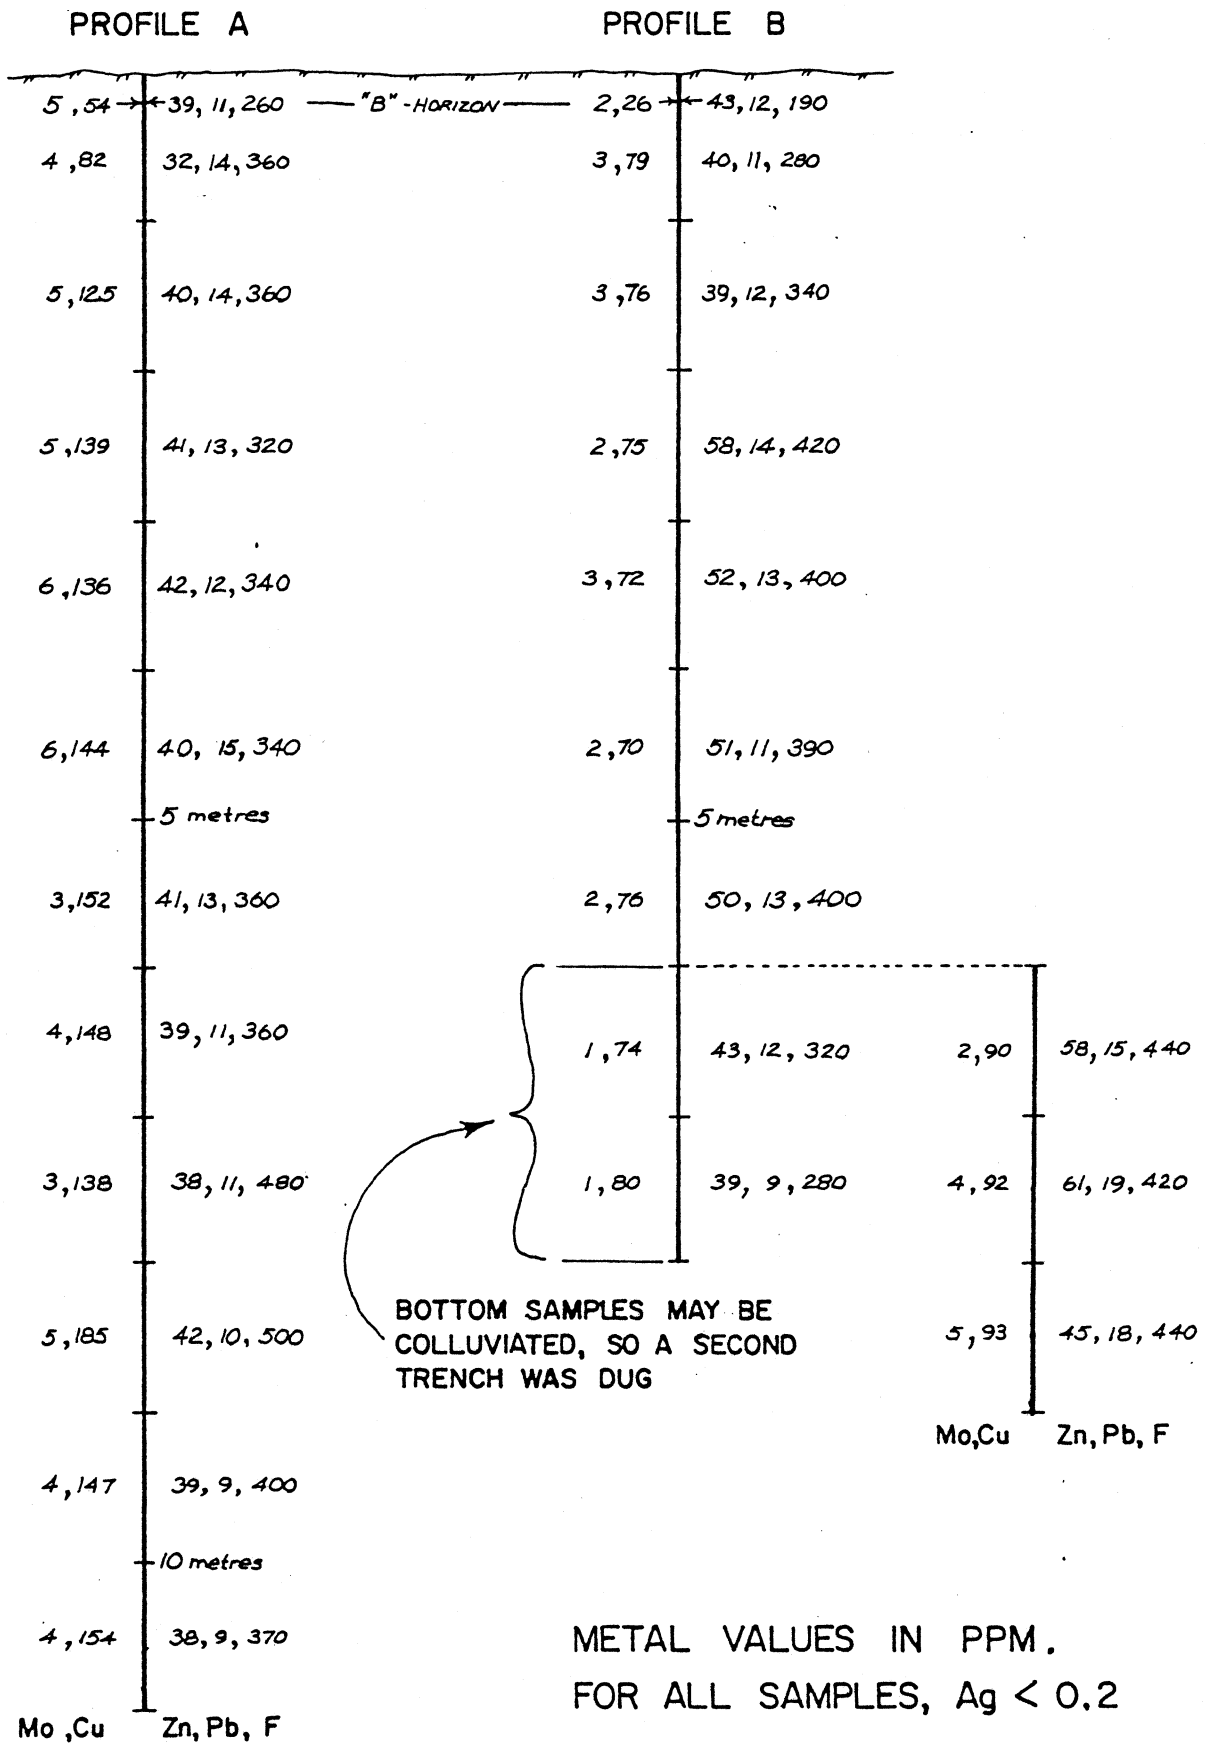 PROFILE A
PROFILE B
5,54 39, 11, 260 "B"-HORIZON 2,26 43, 12, 190
4,82 32, 14, 360 3,79 40, 11, 280
5,125 40, 14, 360 3,76 39, 12, 340
5,139 41, 13, 320 2,75 58, 14, 420
6,136 42, 12, 340 3,72 52, 13, 400
6,144 40, 15, 340 2,70 51, 11, 390
5 metres 5 metres
3,152 41, 13, 360 2,76 50, 13, 400
4,148 39, 11, 360 1,74 43, 12, 320 2,90 58, 15, 440
3,138 38, 11, 480 1,80 39, 9, 280 4,92 61, 19, 420
5,185 42, 10, 500 5,93 45, 18, 440
BOTTOM SAMPLES MAY BE
COLLUVIATED, SO A SECOND
TRENCH WAS DUG
Mo,Cu Zn, Pb, F
4,147 39, 9, 400
10 metres
4,154 38, 9, 370
Mo,Cu Zn, Pb, F
METAL VALUES IN PPM.
FOR ALL SAMPLES, Ag < 0.2